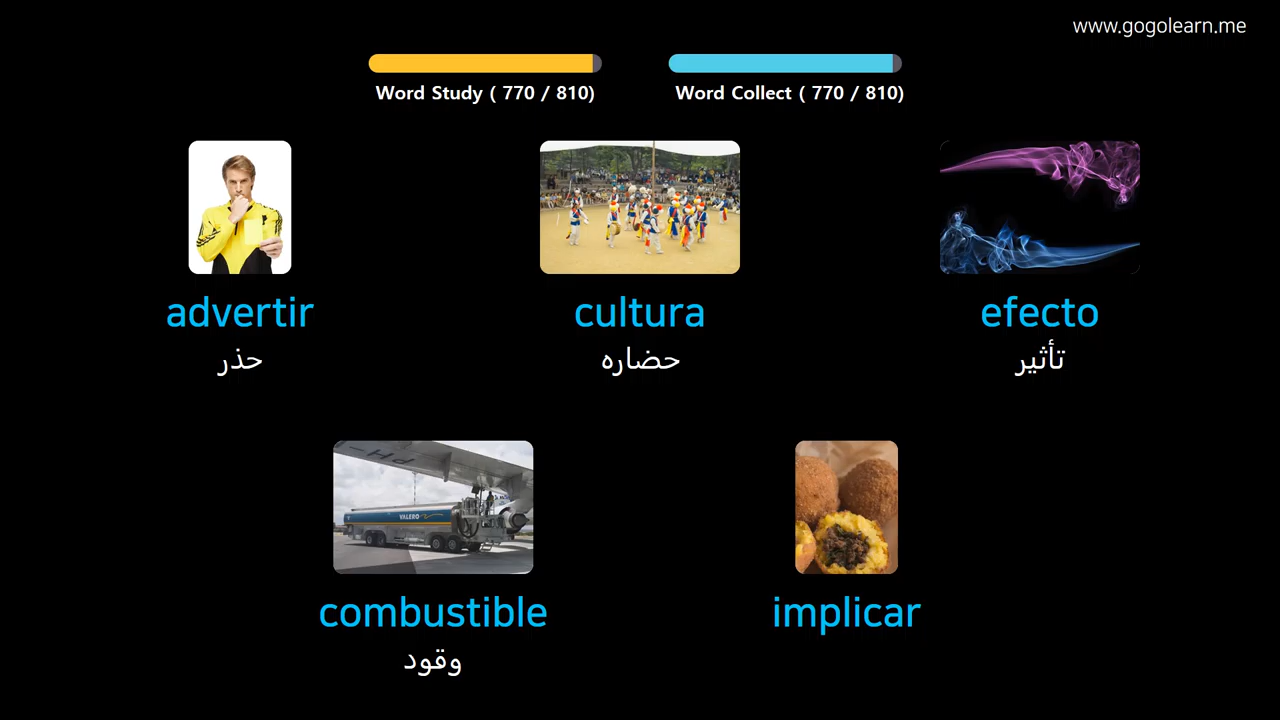 www.gogolearn.me
Word Study ( 770 / 810)
Word Collect ( 770 / 810)
advertir
حذر
cultura
حضاره
efecto
تأثير
VALERO
combustible
وقود
implicar